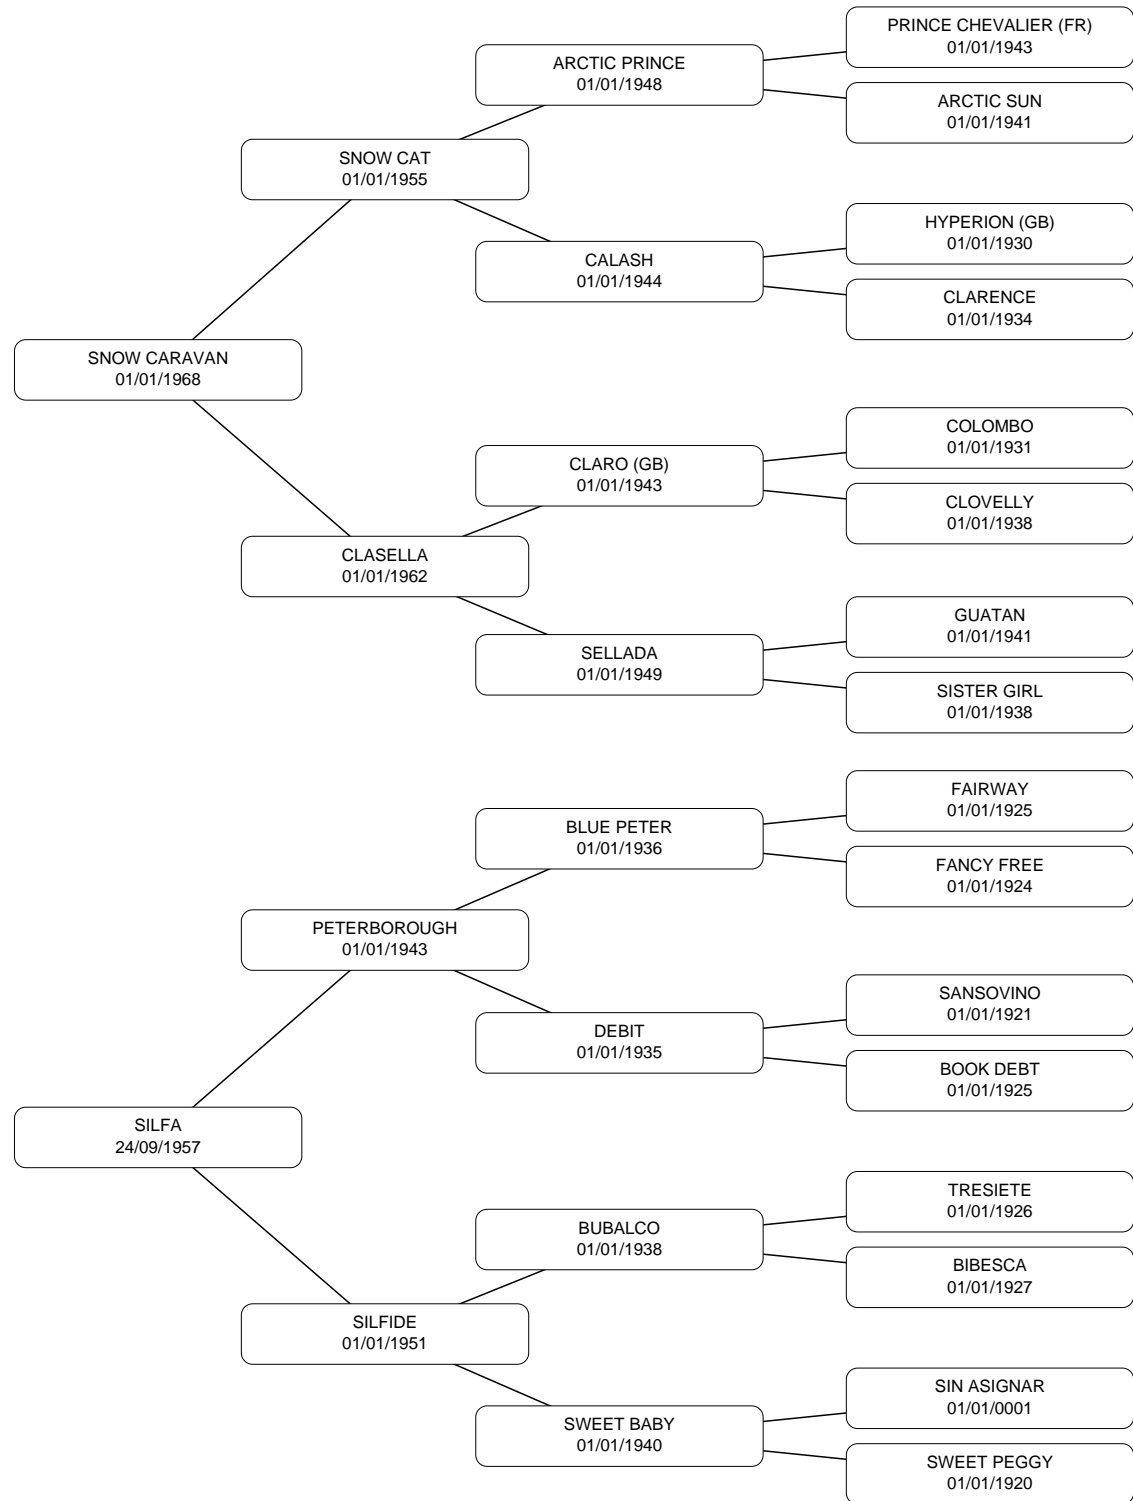 PRINCE CHEVALIER (FR)
01/01/1943
ARCTIC PRINCE
01/01/1948
ARCTIC SUN
01/01/1941
SNOW CAT
01/01/1955
HYPERION (GB)
01/01/1930
CALASH
01/01/1944
CLARENCE
01/01/1934
SNOW CARAVAN
01/01/1968
COLOMBO
01/01/1931
CLARO (GB)
01/01/1943
CLOVELLY
01/01/1938
CLASELLA
01/01/1962
GUATAN
01/01/1941
SELLADA
01/01/1949
SISTER GIRL
01/01/1938
FAIRWAY
01/01/1925
BLUE PETER
01/01/1936
FANCY FREE
01/01/1924
PETERBOROUGH
01/01/1943
SANSOVINO
01/01/1921
DEBIT
01/01/1935
BOOK DEBT
01/01/1925
SILFA
24/09/1957
TRESIETE
01/01/1926
BUBALCO
01/01/1938
BIBESCA
01/01/1927
SILFIDE
01/01/1951
SIN ASIGNAR
01/01/0001
SWEET BABY
01/01/1940
SWEET PEGGY
01/01/1920